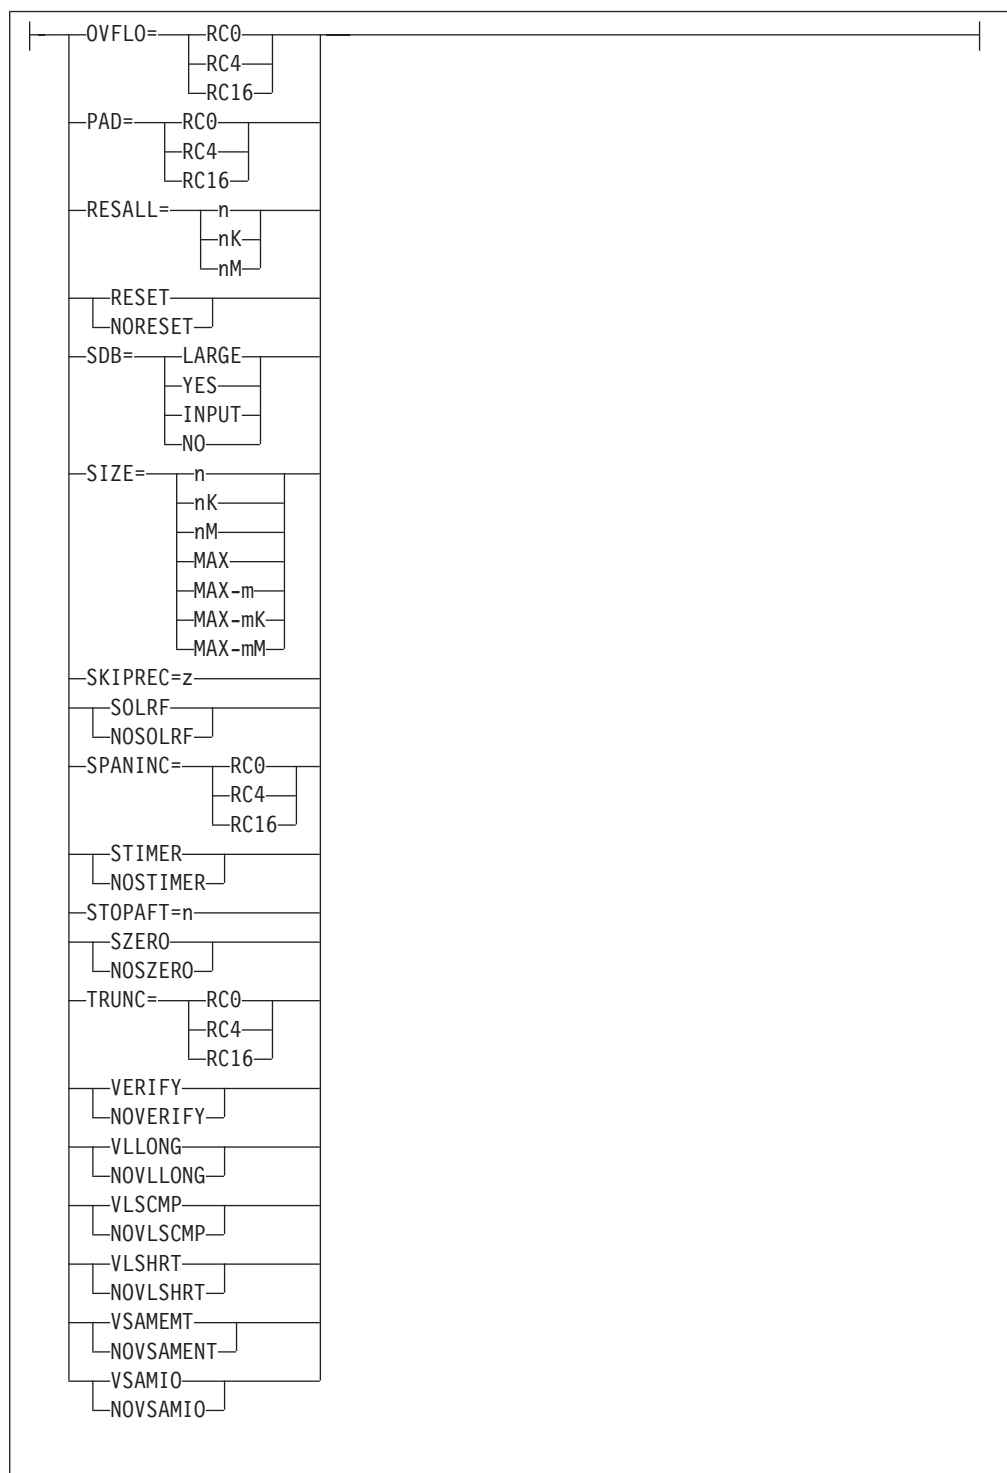 OVFLO= RC0
RC4
RC16
PAD= RC0
RC4
RC16
RESALL= n
nK
nM
RESET
NORESET
SDB= LARGE
YES
INPUT
NO
SIZE= n
nK
nM
MAX
MAX-m
MAX-mK
MAX-mM
SKIPREC=z
SOLRF
NOSOLRF
SPANINC= RC0
RC4
RC16
STIMER
NOSTIMER
STOPAFT=n
SZERO
NOSZERO
TRUNC= RC0
RC4
RC16
VERIFY
NOVERIFY
VLLONG
NOVLLONG
VLSCMP
NOVLSCMP
VLSHRT
NOVLSHRT
VSAMEMT
NOVSAMENT
VSAMIO
NOVSAMIO